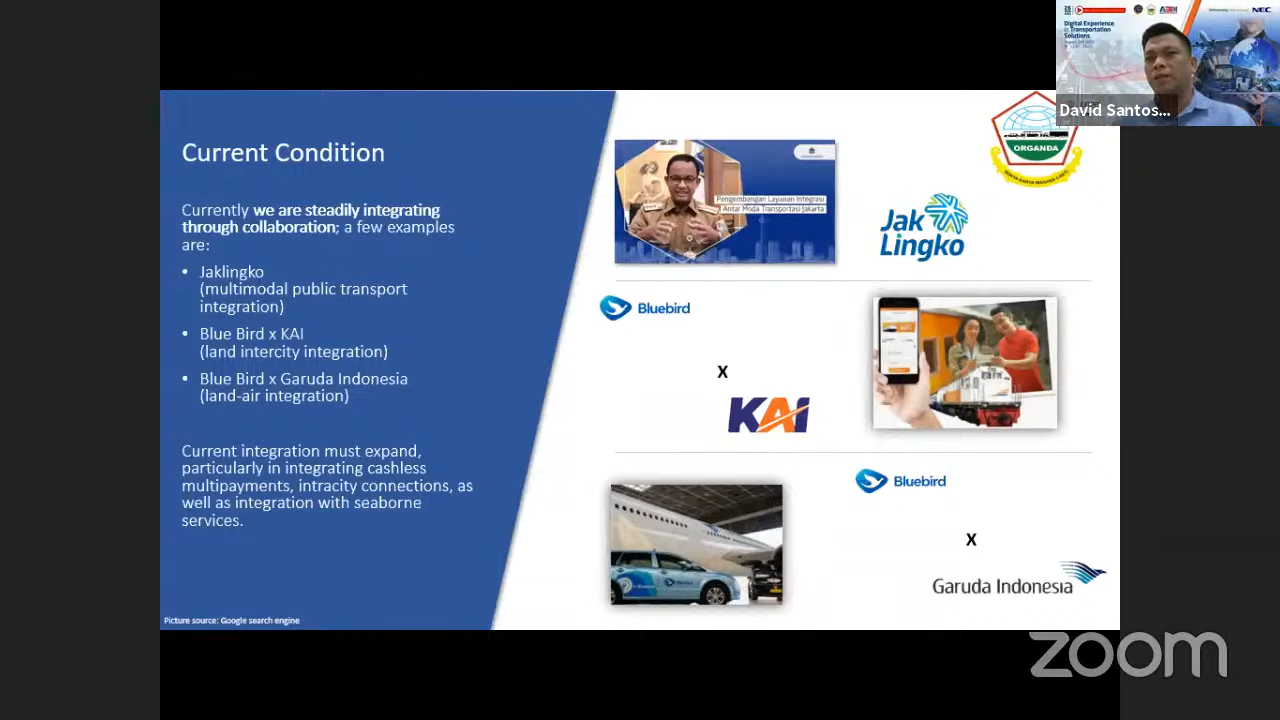 Current Condition
Currently we are steadily integrating
through collaboration; a few examples
are:
• Jaklingko
(multimodal public transport
integration)
• Blue Bird x KAI
(land intercity integration)
• Blue Bird x Garuda Indonesia
(land-air integration)
Current integration must expand,
particularly in integrating cashless
multipayments, intracity connections, as
well as integration with seaborne
services.
Picture source: Google search engine
Pengembangan Layanan Integrasi
Antar Moda Transportasi Jakarta
ORGANDA
Jak
Lingko
Bluebird
X
KAI
Bluebird
X
Garuda Indonesia
NEC
Digital Experience
in Transportation
Solutions
David Santos...
zoom